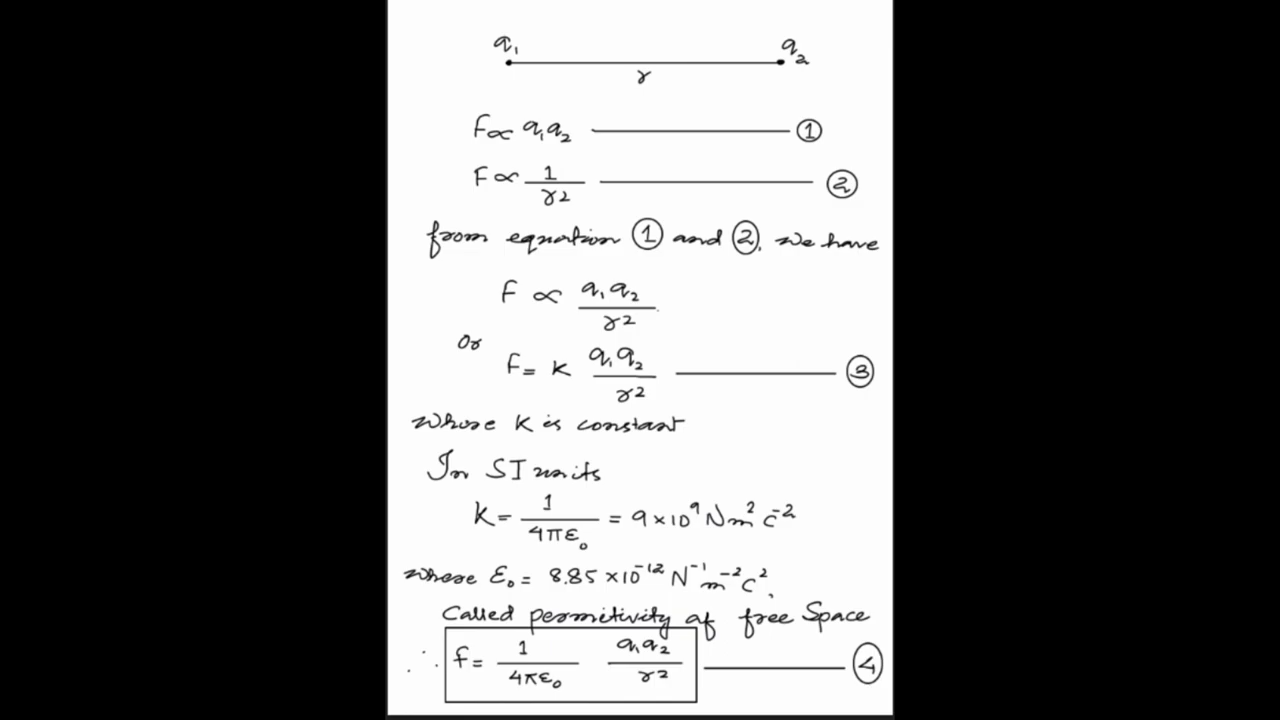 q₁ q₂
r
F ∝ q₁q₂ ——— ①
F ∝ 1/r² ——— ②
from equation ① and ②, we have
F ∝ q₁q₂/r²
Or
F = K q₁q₂/r² ——— ③
Whose K is constant
In SI units
K = 1/4πε₀ = 9×10⁹ Nm²C⁻²
where ε₀ = 8.85×10⁻¹² N⁻¹m⁻²C²,
Called permitivity of free Space
∴ F = 1/4πε₀ q₁q₂/r² ——— ④